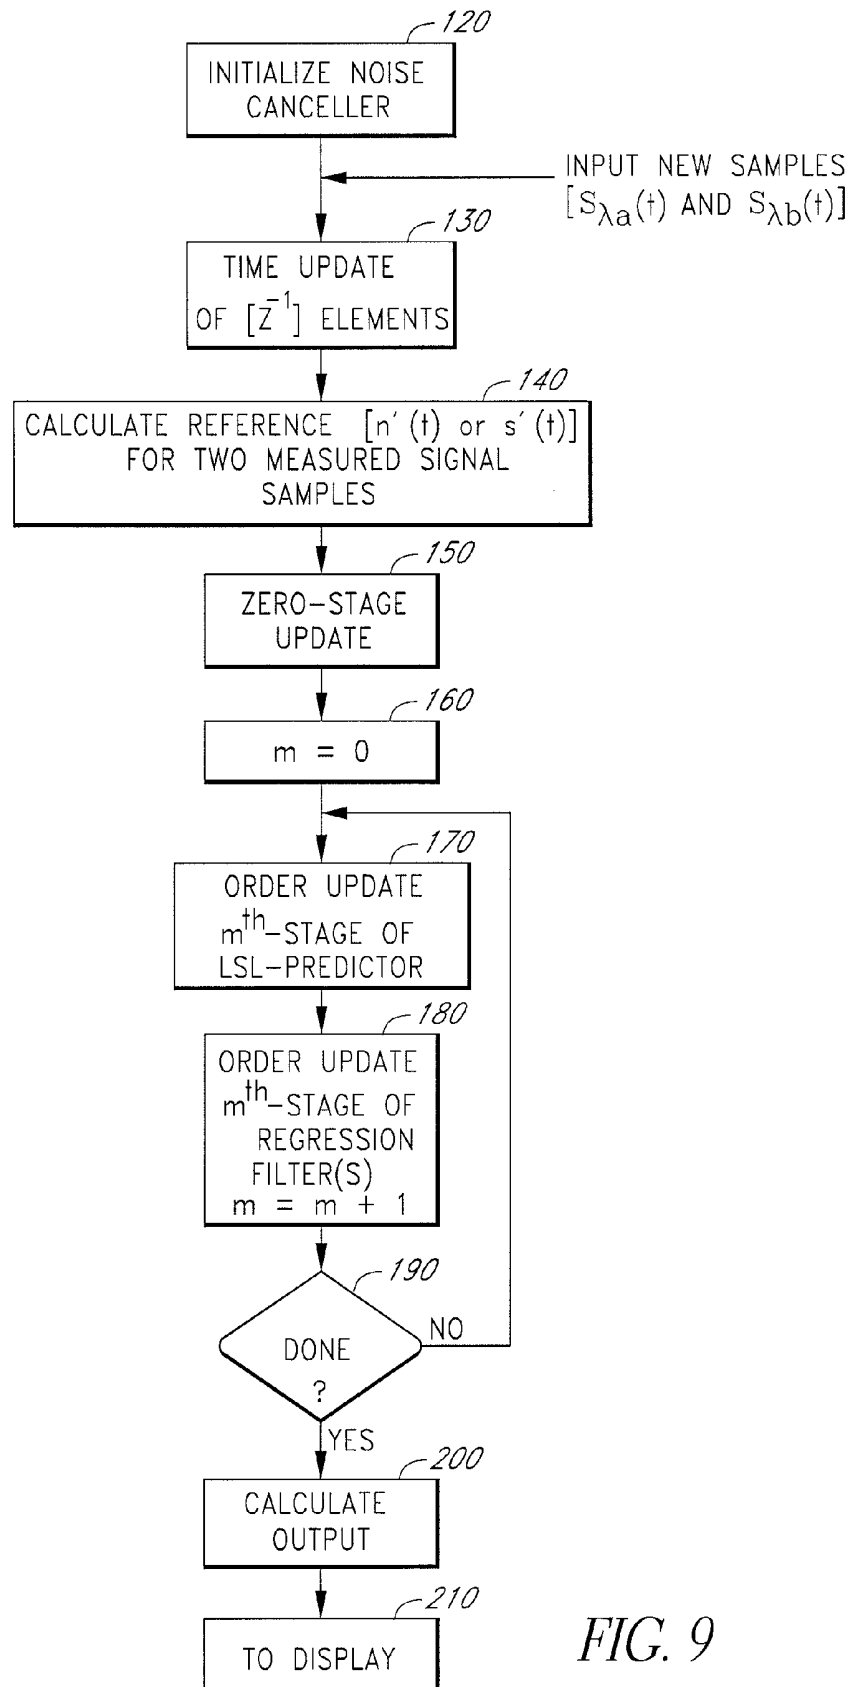 120
INITIALIZE NOISE
CANCELLER
INPUT NEW SAMPLES
[Sλa(t) AND Sλb(t)]
130
TIME UPDATE
OF [Z⁻¹] ELEMENTS
140
CALCULATE REFERENCE [n'(t) or s'(t)]
FOR TWO MEASURED SIGNAL
SAMPLES
150
ZERO-STAGE
UPDATE
160
m = 0
170
ORDER UPDATE
mth-STAGE OF
LSL-PREDICTOR
180
ORDER UPDATE
mth-STAGE OF
REGRESSION
FILTER(S)
m = m + 1
190
DONE
?
NO
YES
200
CALCULATE
OUTPUT
210
TO DISPLAY
FIG. 9